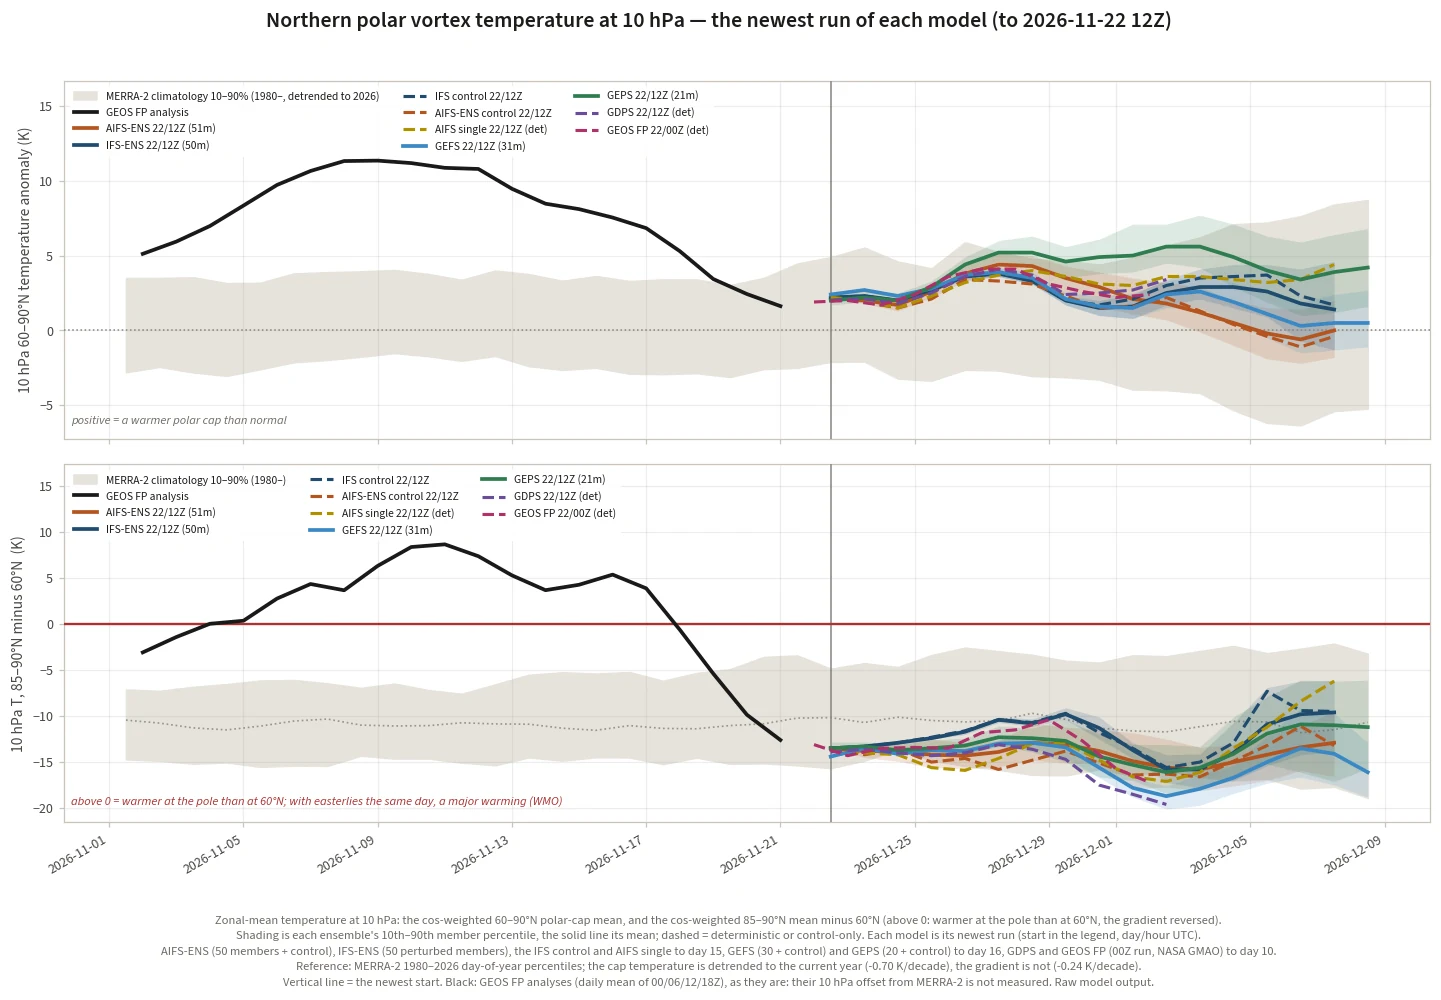 Northern polar vortex temperature at 10 hPa — the newest run of each model (to 2026-11-22 12Z)
10 hPa 60–90°N temperature anomaly (K)
15
10
5
0
−5
MERRA-2 climatology 10–90% (1980–, detrended to 2026)
GEOS FP analysis
AIFS-ENS 22/12Z (51m)
IFS-ENS 22/12Z (50m)
IFS control 22/12Z
AIFS-ENS control 22/12Z
AIFS single 22/12Z (det)
GEFS 22/12Z (31m)
GEPS 22/12Z (21m)
GDPS 22/12Z (det)
GEOS FP 22/00Z (det)
positive = a warmer polar cap than normal
10 hPa T, 85–90°N minus 60°N (K)
15
10
5
0
−5
−10
−15
−20
MERRA-2 climatology 10–90% (1980–)
GEOS FP analysis
AIFS-ENS 22/12Z (51m)
IFS-ENS 22/12Z (50m)
IFS control 22/12Z
AIFS-ENS control 22/12Z
AIFS single 22/12Z (det)
GEFS 22/12Z (31m)
GEPS 22/12Z (21m)
GDPS 22/12Z (det)
GEOS FP 22/00Z (det)
above 0 = warmer at the pole than at 60°N; with easterlies the same day, a major warming (WMO)
2026-11-01
2026-11-05
2026-11-09
2026-11-13
2026-11-17
2026-11-21
2026-11-25
2026-11-29
2026-12-01
2026-12-05
2026-12-09
Zonal-mean temperature at 10 hPa: the cos-weighted 60–90°N polar-cap mean, and the cos-weighted 85–90°N mean minus 60°N (above 0: warmer at the pole than at 60°N, the gradient reversed).
Shading is each ensemble's 10th–90th member percentile, the solid line its mean; dashed = deterministic or control-only. Each model is its newest run (start in the legend, day/hour UTC).
AIFS-ENS (50 members + control), IFS-ENS (50 perturbed members), the IFS control and AIFS single to day 15, GEFS (30 + control) and GEPS (20 + control) to day 16, GDPS and GEOS FP (00Z run, NASA GMAO) to day 10.
Reference: MERRA-2 1980–2026 day-of-year percentiles; the cap temperature is detrended to the current year (-0.70 K/decade), the gradient is not (-0.24 K/decade).
Vertical line = the newest start. Black: GEOS FP analyses (daily mean of 00/06/12/18Z), as they are: their 10 hPa offset from MERRA-2 is not measured. Raw model output.